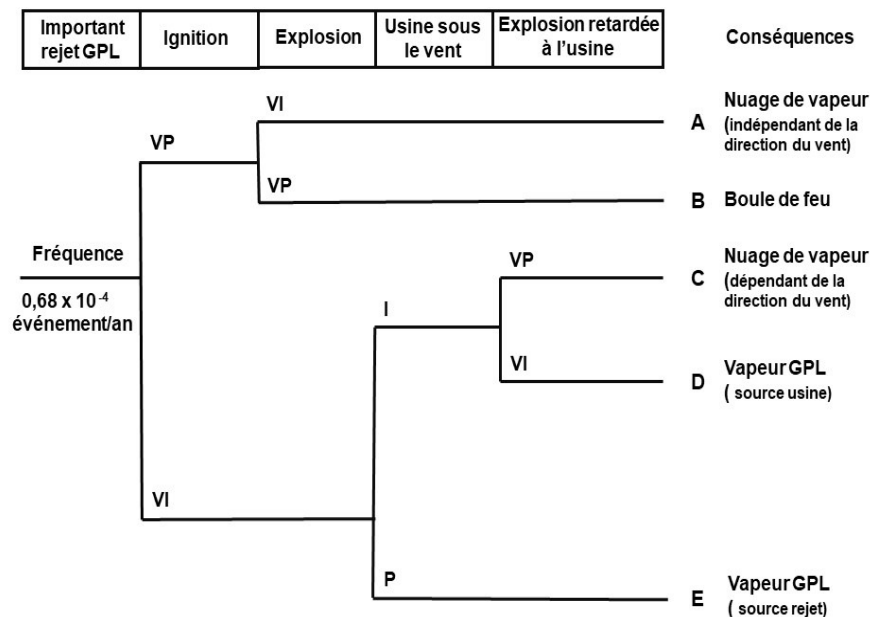 Important
rejet GPL
Ignition
Explosion
Usine sous
le vent
Explosion retardée
à l'usine
Conséquences
VI
A
Nuage de vapeur
(indépendant de la
direction du vent)
VP
VP
B
Boule de feu
Fréquence
0,68 x 10⁻⁴
événement/an
VP
C
Nuage de vapeur
(dépendant de la
direction du vent)
I
VI
D
Vapeur GPL
( source usine)
VI
P
E
Vapeur GPL
( source rejet)